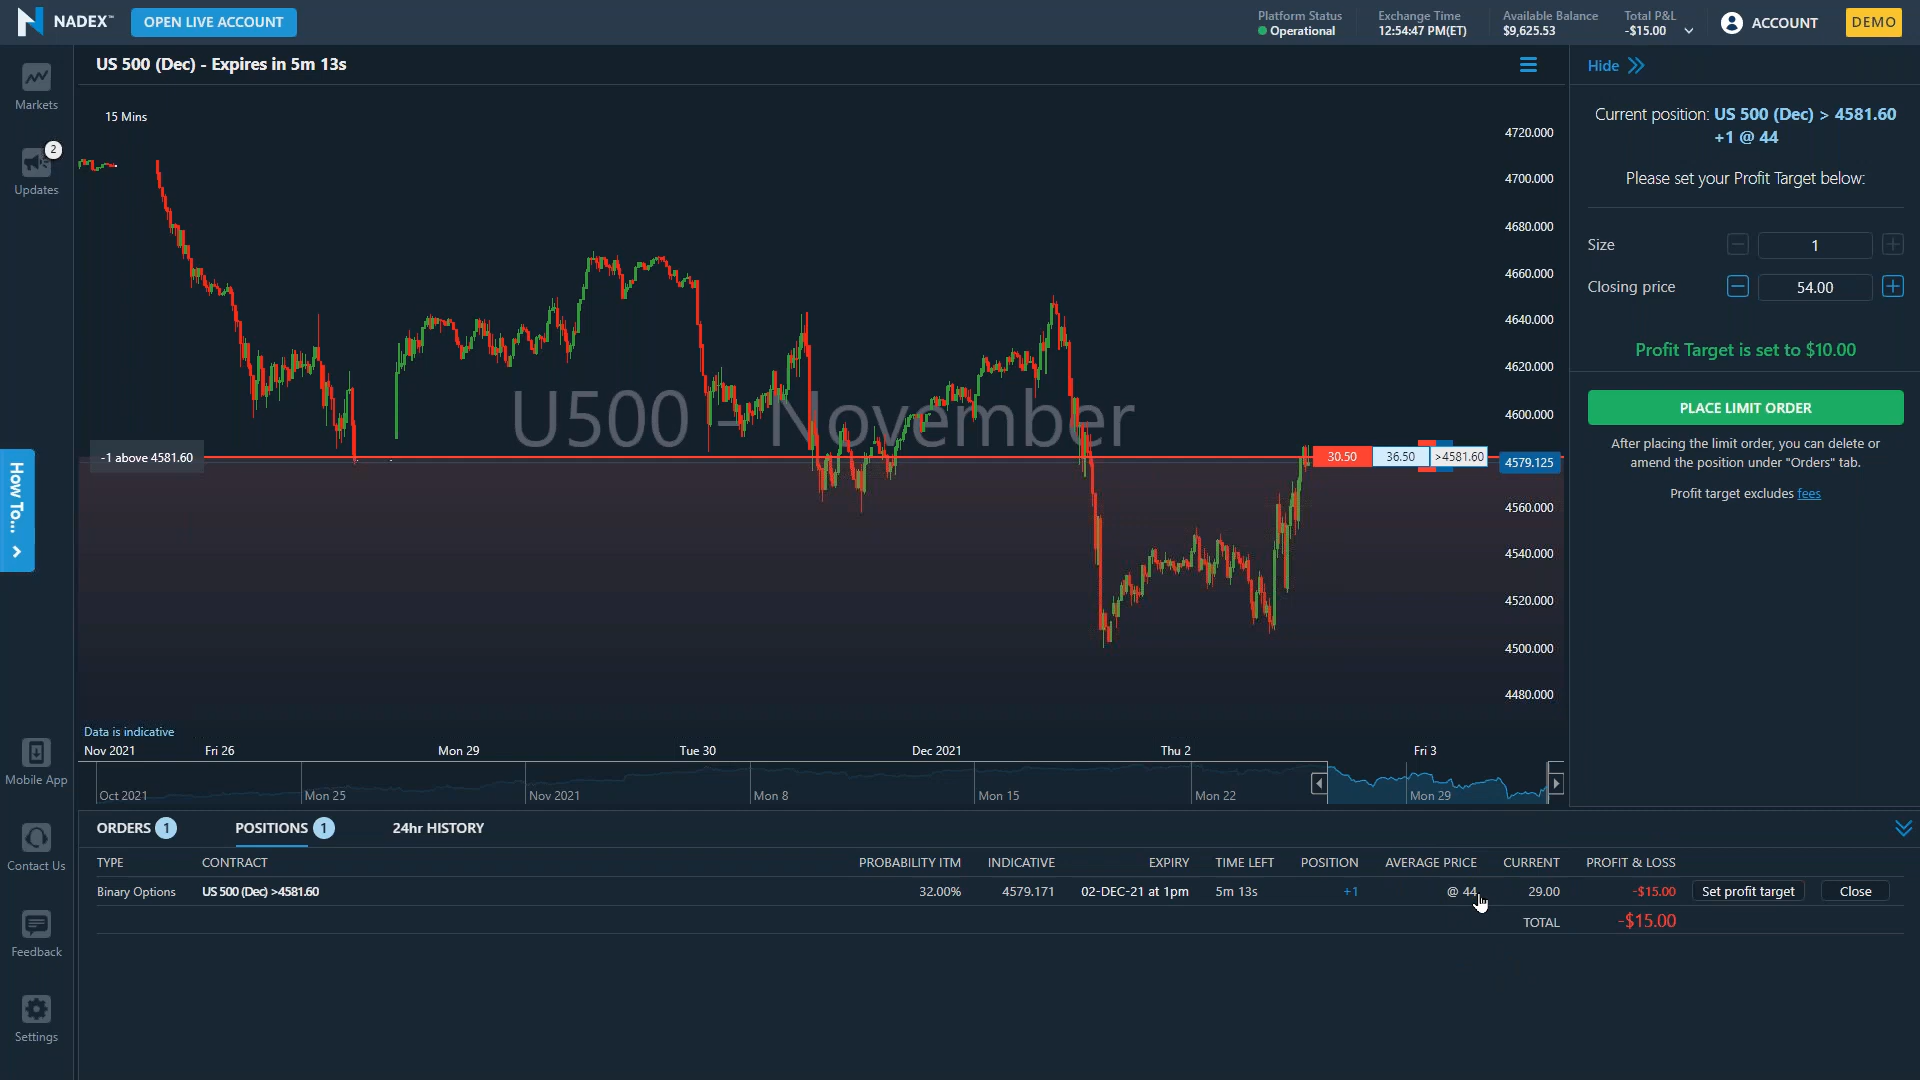 NADEX™
OPEN LIVE ACCOUNT
Platform Status
Operational
Exchange Time
12:54:47 PM(ET)
Available Balance
$9,625.53
Total P&L
-$15.00
ACCOUNT
DEMO
Markets
2
Updates
How To...
Mobile App
Contact Us
Feedback
Settings
US 500 (Dec) - Expires in 5m 13s
15 Mins
U500 - November
4720.000
4700.000
4680.000
4660.000
4640.000
4620.000
4600.000
-1 above 4581.60
30.50
36.50
>4581.60
4579.125
4560.000
4540.000
4520.000
4500.000
4480.000
Data is indicative
Nov 2021
Fri 26
Mon 29
Tue 30
Dec 2021
Thu 2
Fri 3
Oct 2021
Mon 25
Nov 2021
Mon 8
Mon 15
Mon 22
Mon 29
Hide
Current position: US 500 (Dec) > 4581.60
+1 @ 44
Please set your Profit Target below:
Size
1
Closing price
54.00
Profit Target is set to $10.00
PLACE LIMIT ORDER
After placing the limit order, you can delete or
amend the position under "Orders" tab.
Profit target excludes fees
ORDERS 1
POSITIONS 1
24hr HISTORY
TYPE CONTRACT PROBABILITY ITM INDICATIVE EXPIRY TIME LEFT POSITION AVERAGE PRICE CURRENT PROFIT & LOSS
Binary Options US 500 (Dec) >4581.60 32.00% 4579.171 02-DEC-21 at 1pm 5m 13s +1 @ 44 29.00 -$15.00 Set profit target Close
TOTAL -$15.00